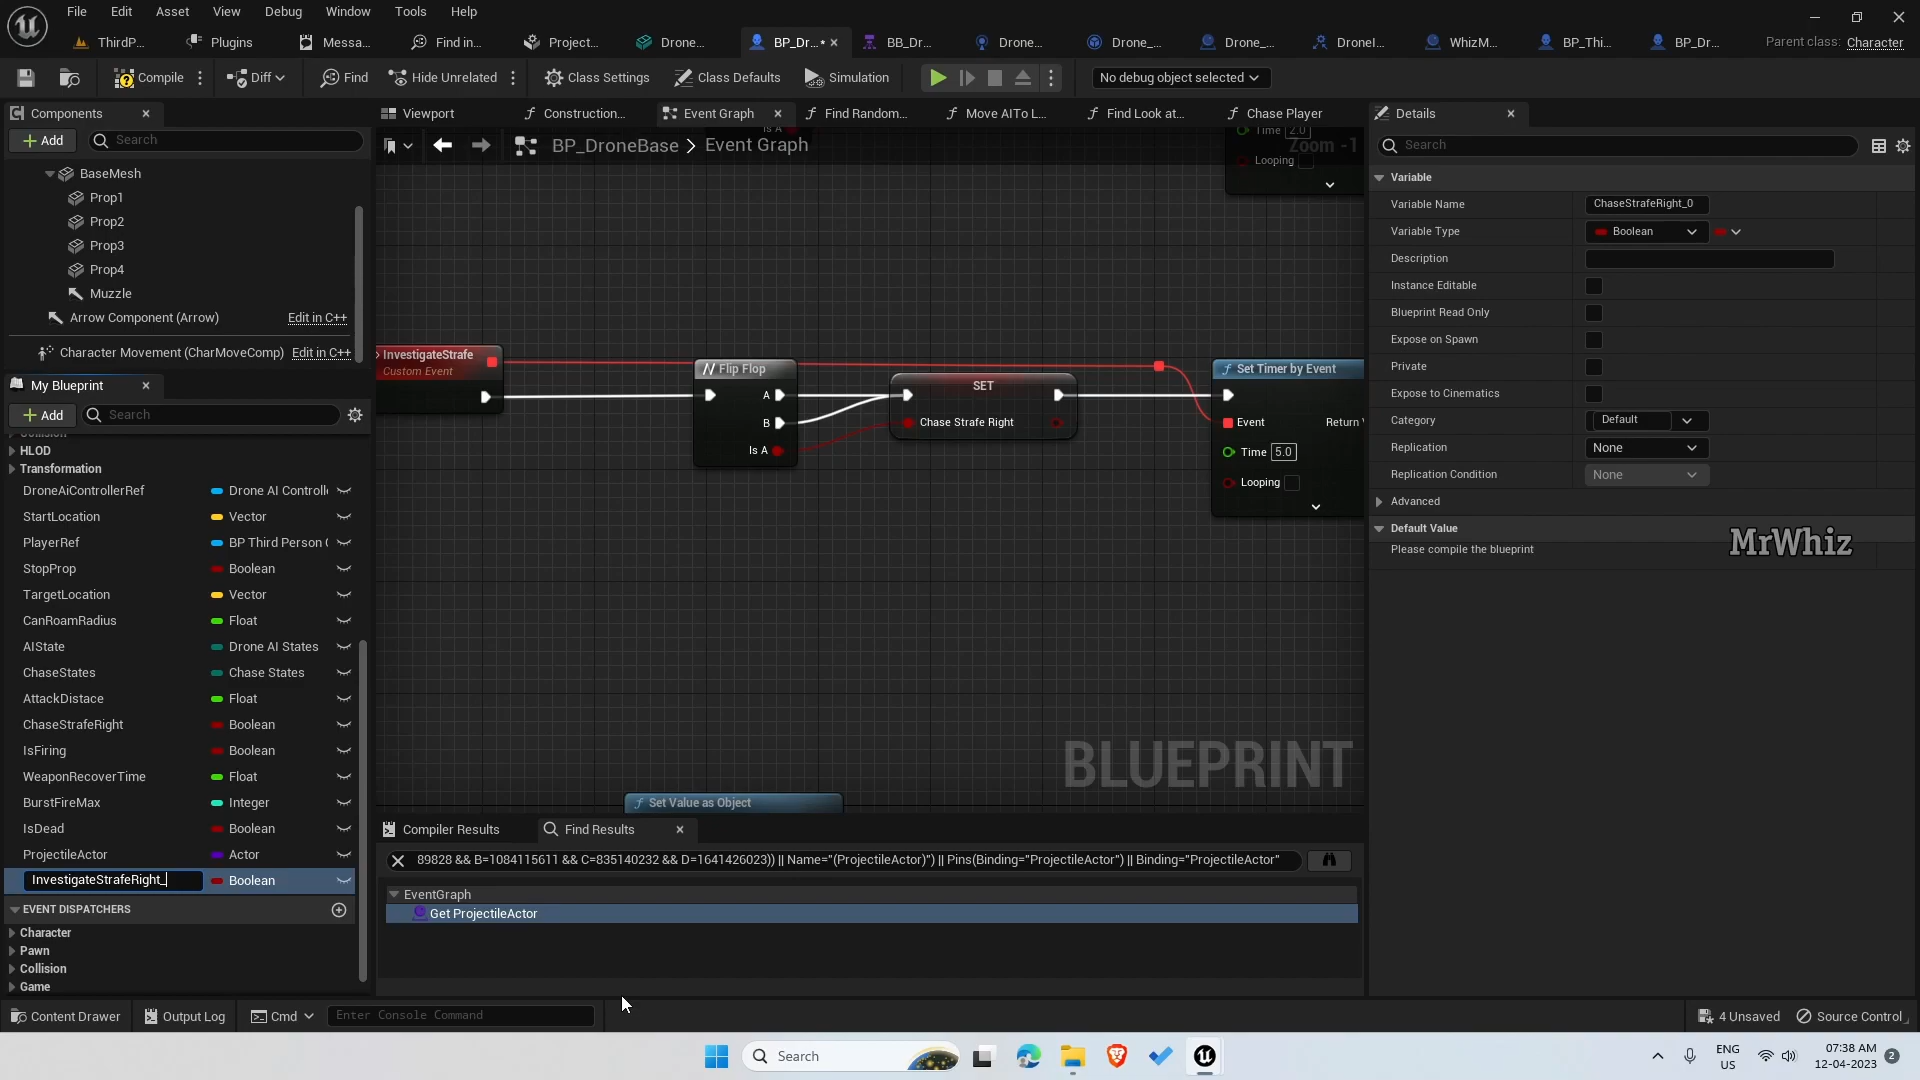 File Edit Asset View Debug Window Tools Help
ThirdP... Plugins Messa... Find in... Project... Drone... BP_Dr...* BB_Dr... Drone... Drone_... Drone_... DroneI... WhizM... BP_Thi... BP_Dr... Parent class: Character
Compile Diff Find Hide Unrelated Class Settings Class Defaults Simulation No debug object selected
Components
Add Search
BaseMesh
Prop1
Prop2
Prop3
Prop4
Muzzle
Arrow Component (Arrow) Edit in C++
Character Movement (CharMoveComp) Edit in C++
My Blueprint
Add Search
HLOD
Transformation
DroneAiControllerRef Drone AI Controlle
StartLocation Vector
PlayerRef BP Third Person C
StopProp Boolean
TargetLocation Vector
CanRoamRadius Float
AIState Drone AI States
ChaseStates Chase States
AttackDistace Float
ChaseStrafeRight Boolean
IsFiring Boolean
WeaponRecoverTime Float
BurstFireMax Integer
IsDead Boolean
ProjectileActor Actor
InvestigateStrafeRight_ Boolean
EVENT DISPATCHERS
Character
Pawn
Collision
Game
Viewport Construction... Event Graph Find Random... Move AITo L... Find Look at... Chase Player
BP_DroneBase > Event Graph
Zoom -1
Is A
Time 2.0
Looping
InvestigateStrafe
Custom Event
Flip Flop
A
B
Is A
SET
Chase Strafe Right
Set Timer by Event
Event Return V
Time 5.0
Looping
BLUEPRINT
Set Value as Object
Compiler Results Find Results
89828 && B=1084115611 && C=835140232 && D=1641426023)) || Name="(ProjectileActor)") || Pins(Binding="ProjectileActor") || Binding="ProjectileActor"
EventGraph
Get ProjectileActor
Details
Search
Variable
Variable Name ChaseStrafeRight_0
Variable Type Boolean
Description
Instance Editable
Blueprint Read Only
Expose on Spawn
Private
Expose to Cinematics
Category Default
Replication None
Replication Condition None
Advanced
Default Value
Please compile the blueprint
MrWhiz
Content Drawer Output Log Cmd Enter Console Command 4 Unsaved Source Control
Search ENG US 07:38 AM 12-04-2023 2